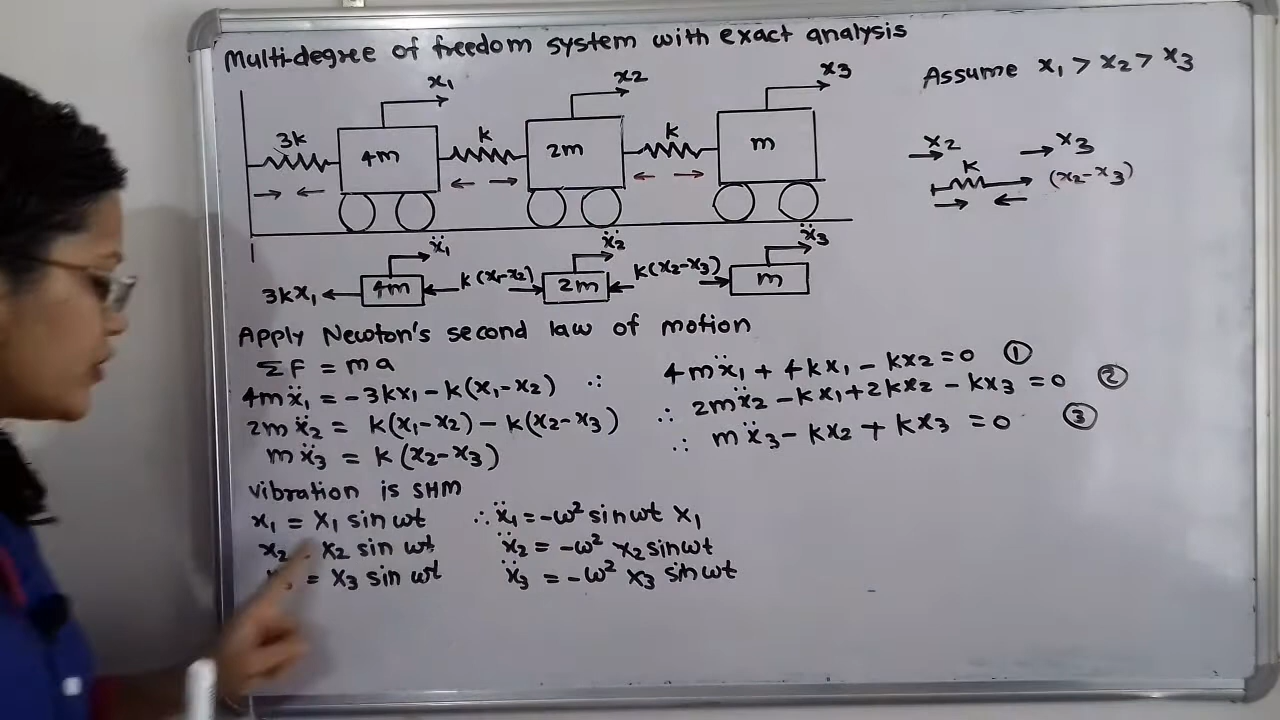 Multi-degree of freedom system with exact analysis
Assume x₁ > x₂ > x₃
x₁ x₂ x₃
3k 4m k 2m k m
x₂ x₃
k (x₂-x₃)
ẍ₁ ẍ₂ ẍ₃
3kx₁ 4m k(x₁-x₂) 2m k(x₂-x₃) m
Apply Newton's second law of motion
ΣF = ma
4mẍ₁ = -3kx₁ - k(x₁-x₂) ∴ 4mẍ₁ + 4kx₁ - kx₂ = 0 ①
2mẍ₂ = k(x₁-x₂) - k(x₂-x₃) ∴ 2mẍ₂ - kx₁ + 2kx₂ - kx₃ = 0 ②
mẍ₃ = k(x₂-x₃) ∴ mẍ₃ - kx₂ + kx₃ = 0 ③
vibration is SHM
x₁ = X₁ sin ωt ∴ ẍ₁ = -ω² sin ωt X₁
x₂ = X₂ sin ωt ẍ₂ = -ω² X₂ sin ωt
= X₃ sin ωt ẍ₃ = -ω² X₃ sin ωt